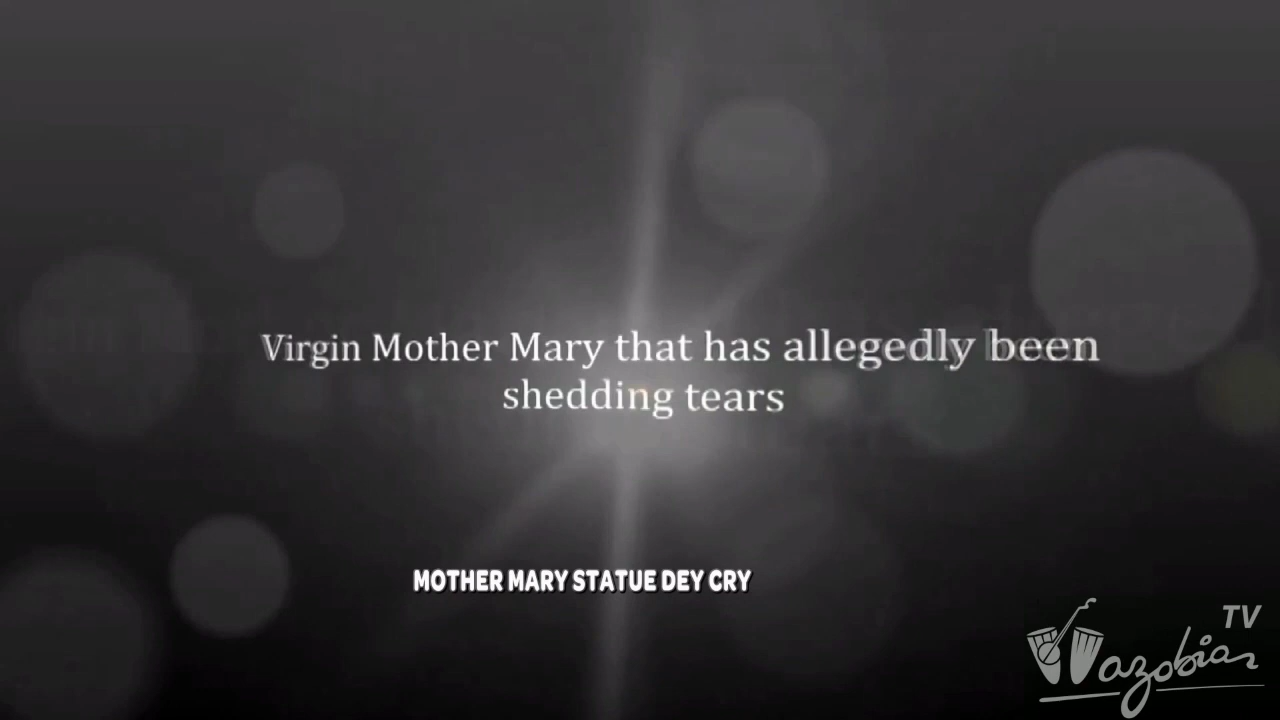 Virgin Mother Mary that has allegedly been
shedding tears
MOTHER MARY STATUE DEY CRY
TV
Wazobia